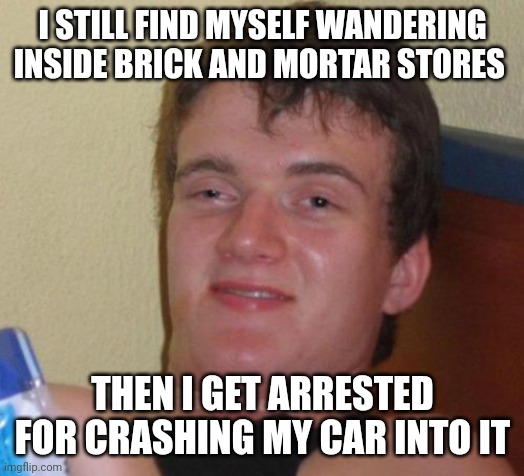 I STILL FIND MYSELF WANDERING
INSIDE BRICK AND MORTAR STORES
THEN I GET ARRESTED
FOR CRASHING MY CAR INTO IT
imgflip.com